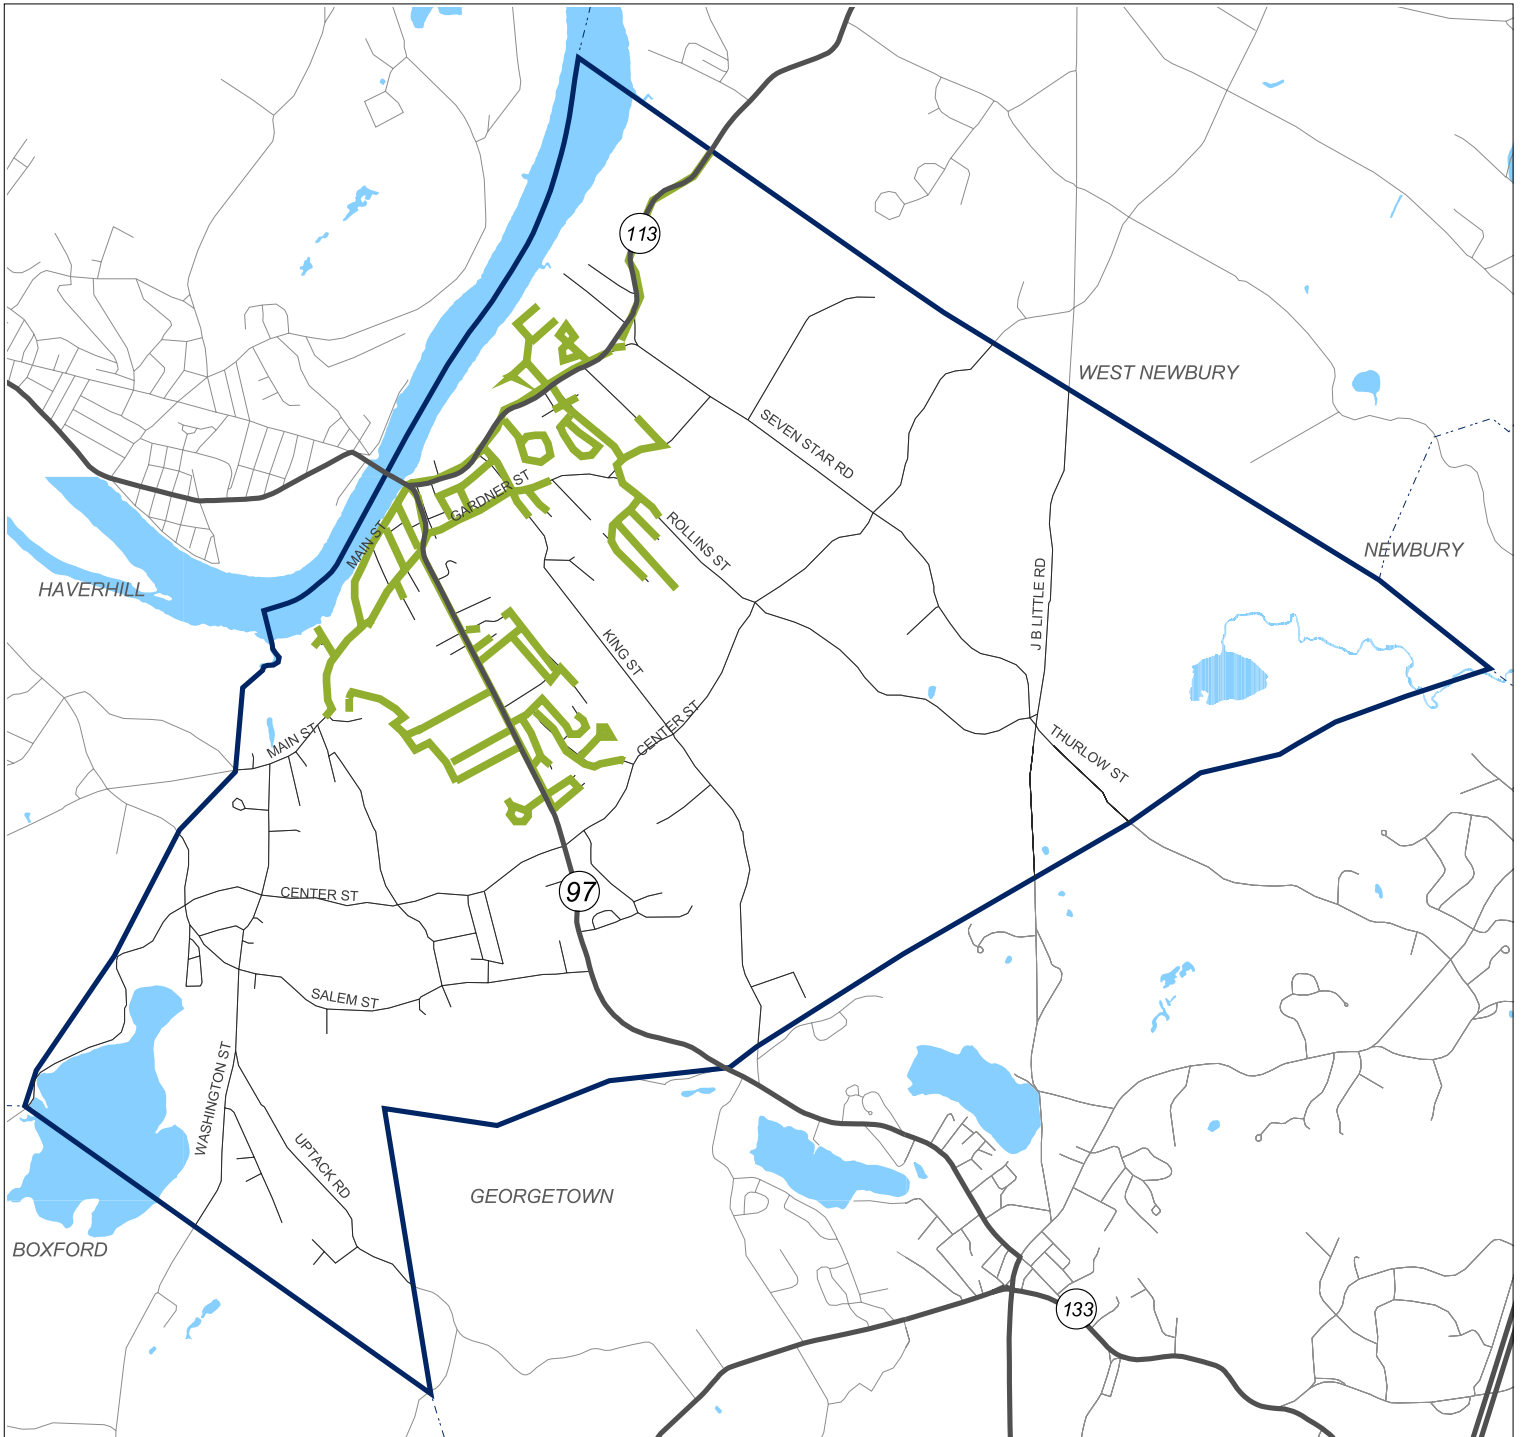 113
WEST NEWBURY
SEVEN STAR RD
GARDNER ST
MAIN ST
ROLLINS ST
NEWBURY
HAVERHILL
J B LITTLE RD
KING ST
CENTER ST
MAIN ST
THURLOW ST
97
CENTER ST
SALEM ST
WASHINGTON ST
UPTACK RD
GEORGETOWN
BOXFORD
133